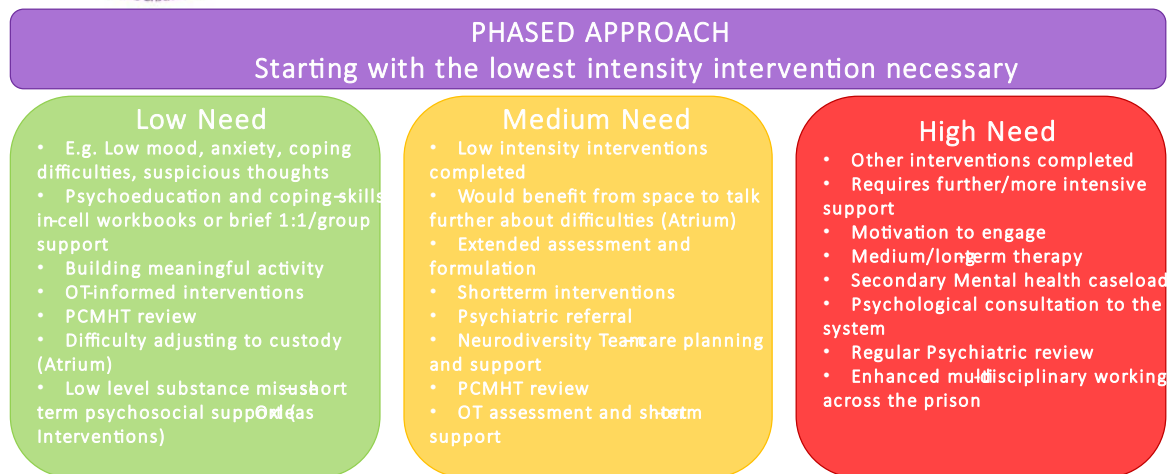 PHASED APPROACH
Starting with the lowest intensity intervention necessary
Low Need
• E.g. Low mood, anxiety, coping
difficulties, suspicious thoughts
• Psychoeducation and coping skills–
in-cell workbooks or brief 1:1/group
support
• Building meaningful activity
• OT-informed interventions
• PCMHT review
• Difficulty adjusting to custody
(Atrium)
• Low level substance misuse – short
term psychosocial support (as
Interventions)
Medium Need
• Low intensity interventions
completed
• Would benefit from space to talk
further about difficulties (Atrium)
• Extended assessment and
formulation
• Short-term interventions
• Psychiatric referral
• Neurodiversity Team – care planning
and support
• PCMHT review
• OT assessment and short-term
support
High Need
• Other interventions completed
• Requires further/more intensive
support
• Motivation to engage
• Medium/long-term therapy
• Secondary Mental health caseload
• Psychological consultation to the
system
• Regular Psychiatric review
• Enhanced multi-disciplinary working
across the prison